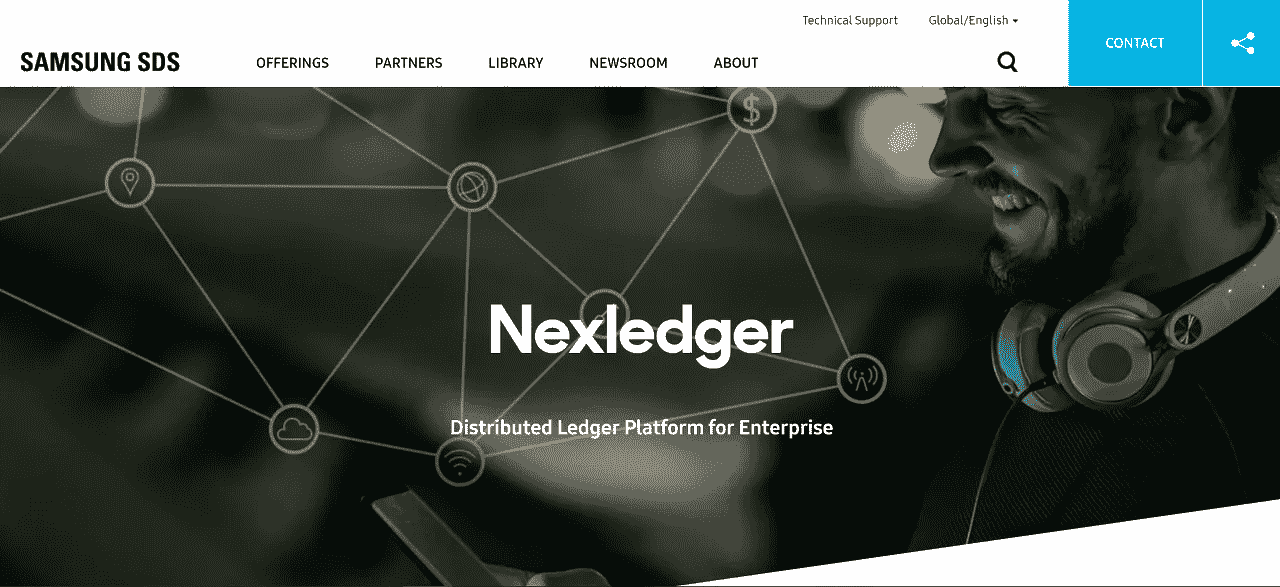 Technical Support Global/English
SAMSUNG SDS OFFERINGS PARTNERS LIBRARY NEWSROOM ABOUT CONTACT
$
Nexledger
Distributed Ledger Platform for Enterprise